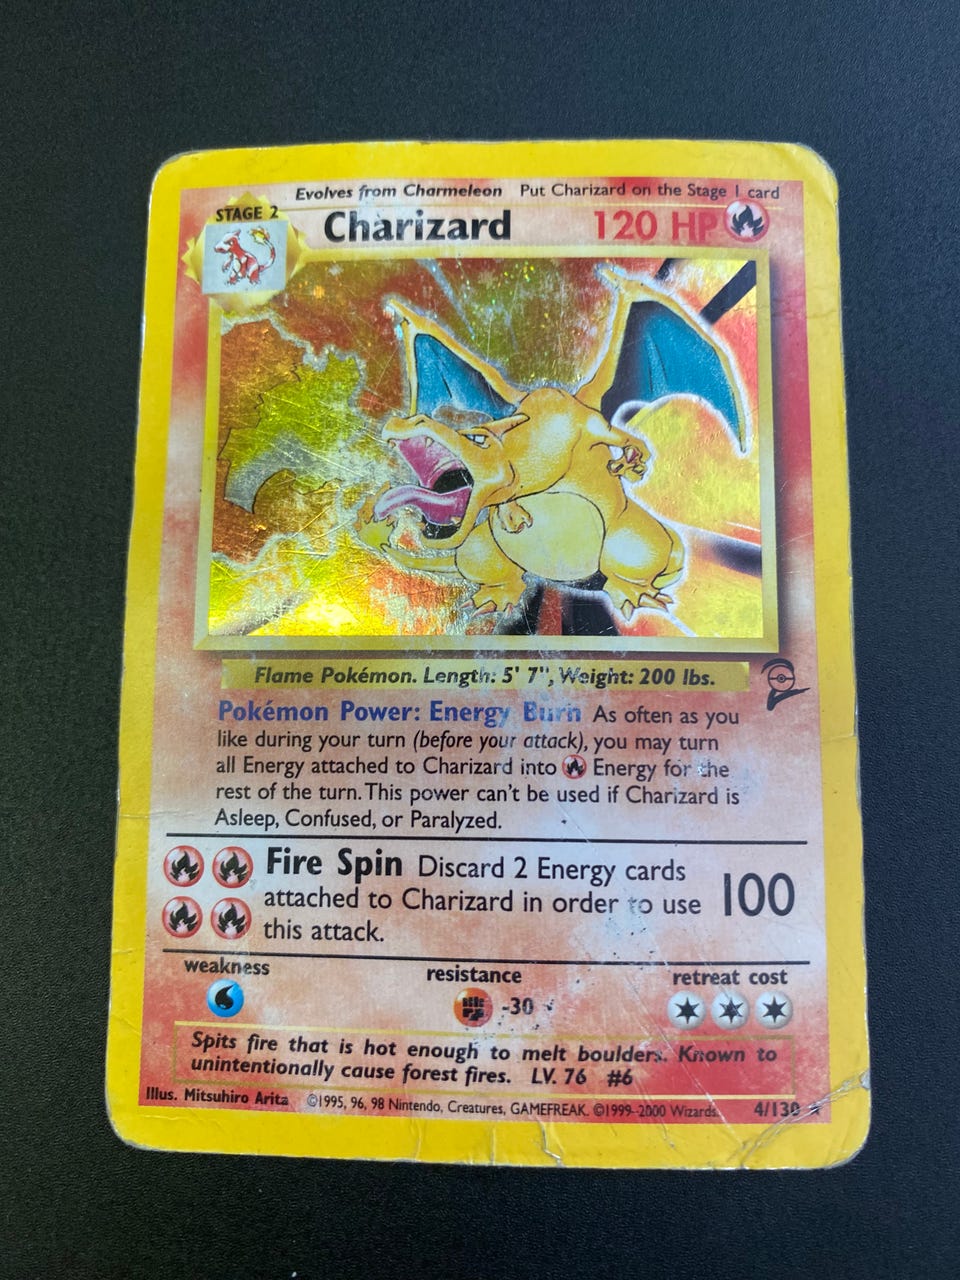 Evolves from Charmeleon Put Charizard on the Stage 1 card
STAGE 2
Charizard 120 HP
Flame Pokémon. Length: 5' 7", Weight: 200 lbs.
Pokémon Power: Energy Burn As often as you
like during your turn (before your attack), you may turn
all Energy attached to Charizard into Energy for the
rest of the turn. This power can't be used if Charizard is
Asleep, Confused, or Paralyzed.
Fire Spin Discard 2 Energy cards
attached to Charizard in order to use 100
this attack.
weakness resistance retreat cost
-30
Spits fire that is hot enough to melt boulders. Known to
unintentionally cause forest fires. LV. 76 #6
Illus. Mitsuhiro Arita ©1995, 96, 98 Nintendo, Creatures, GAMEFREAK. ©1999-2000 Wizards. 4/130 ★